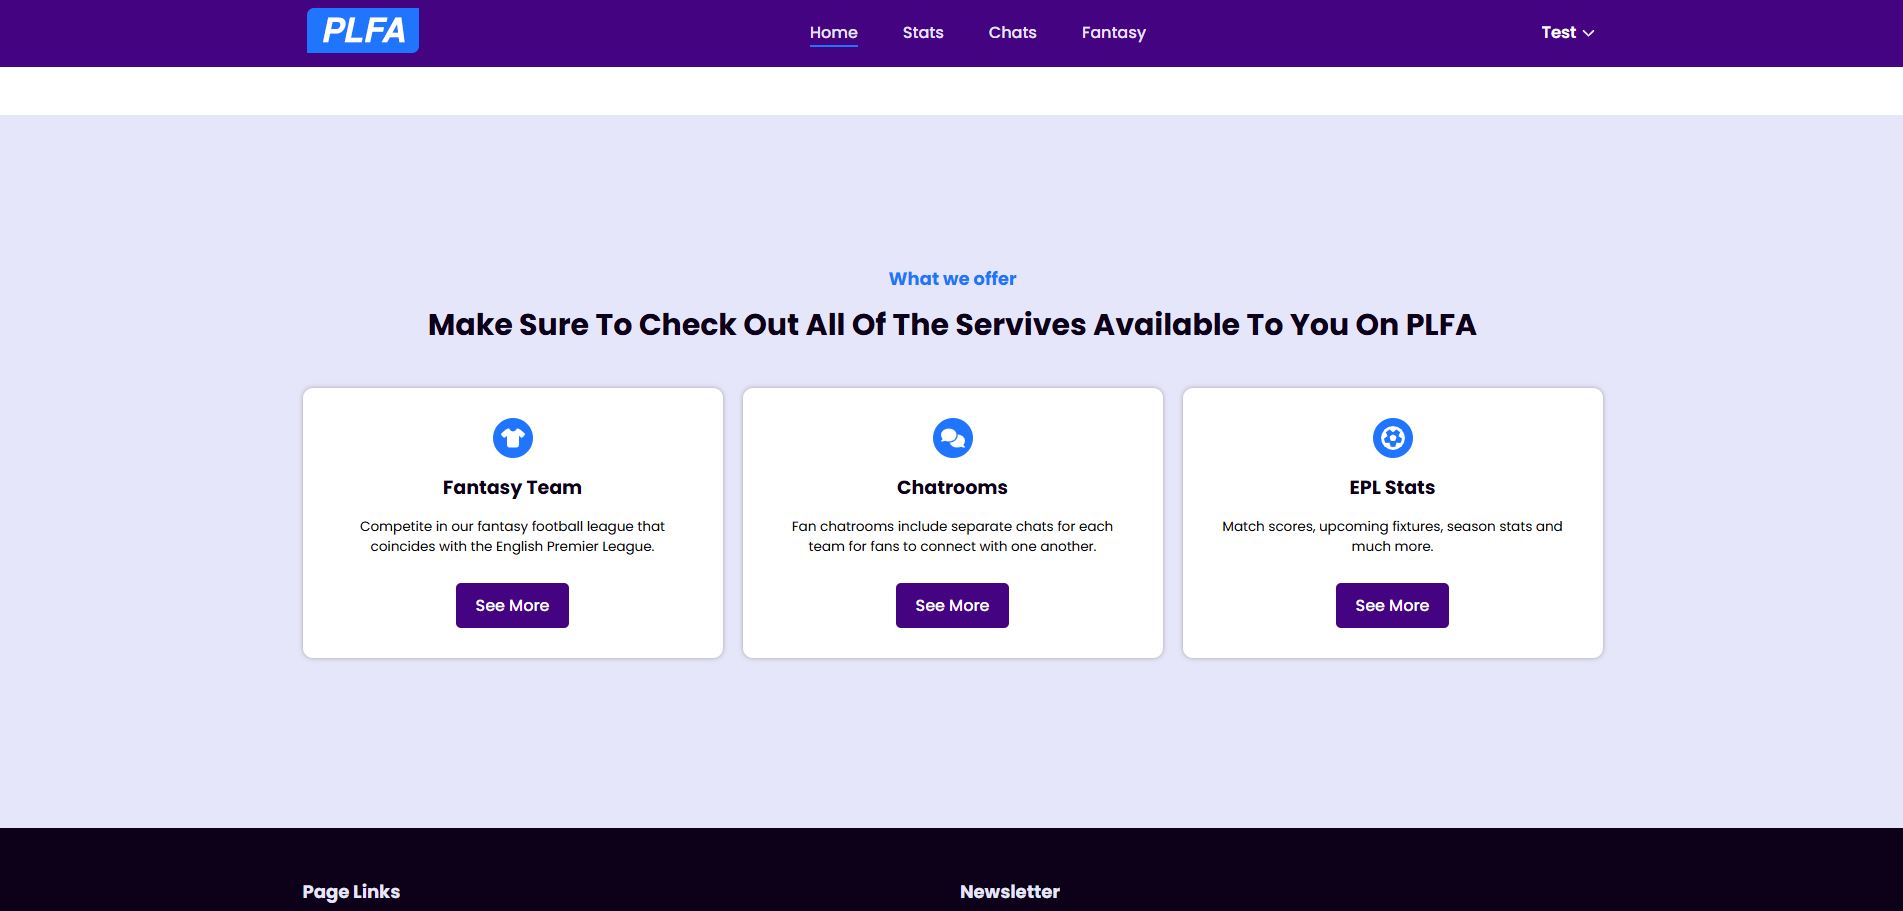 PLFA
Home Stats Chats Fantasy
Test
What we offer
Make Sure To Check Out All Of The Servives Available To You On PLFA
Fantasy Team
Competite in our fantasy football league that
coincides with the English Premier League.
See More
Chatrooms
Fan chatrooms include separate chats for each
team for fans to connect with one another.
See More
EPL Stats
Match scores, upcoming fixtures, season stats and
much more.
See More
Page Links
Newsletter